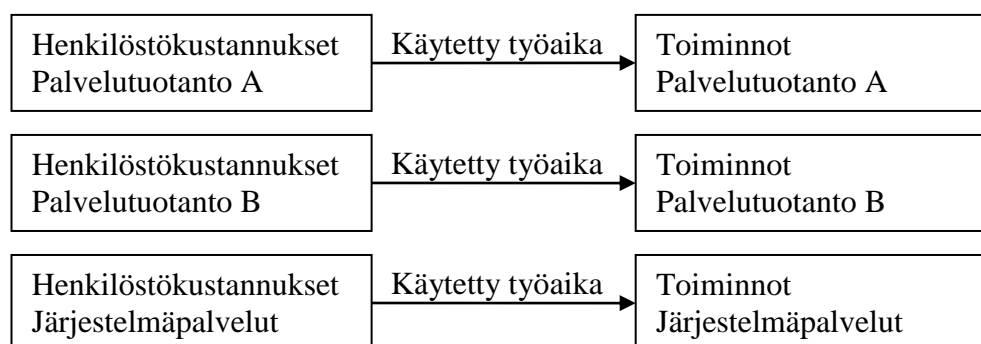 Henkilöstökustannukset
Palvelutuotanto A
Käytetty työaika
Toiminnot
Palvelutuotanto A
Henkilöstökustannukset
Palvelutuotanto B
Käytetty työaika
Toiminnot
Palvelutuotanto B
Henkilöstökustannukset
Järjestelmäpalvelut
Käytetty työaika
Toiminnot
Järjestelmäpalvelut